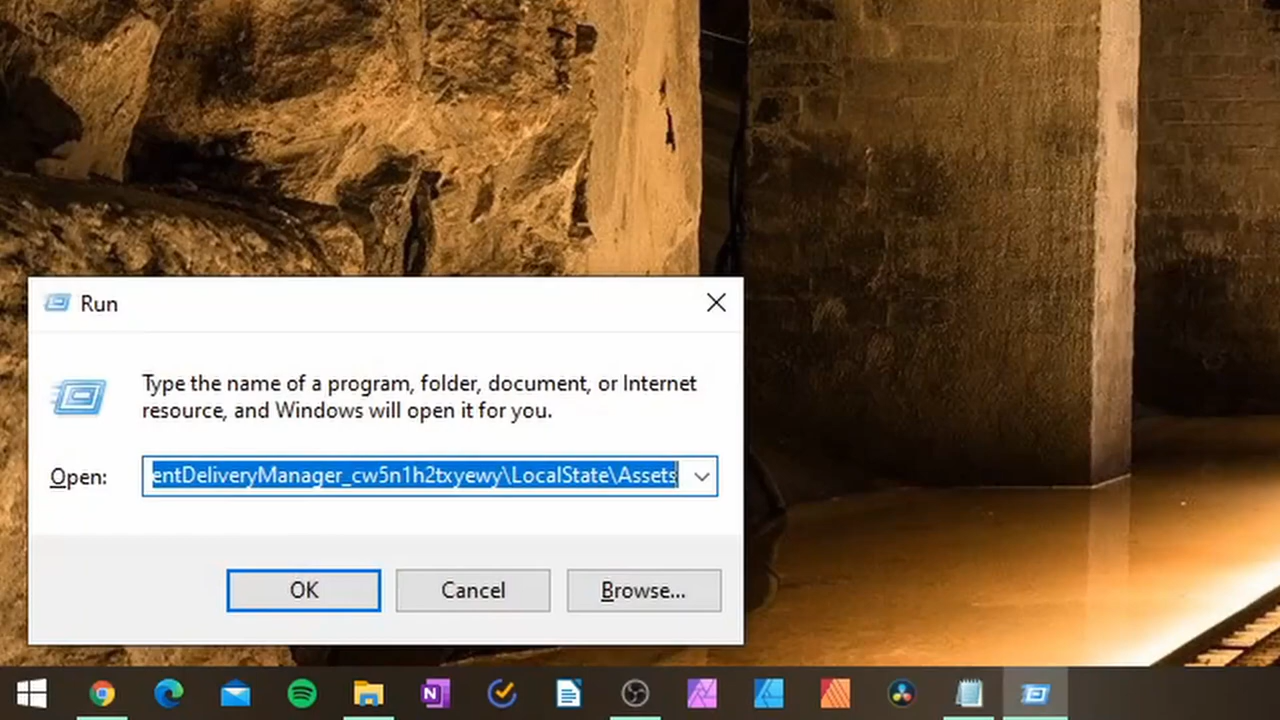 Run
Type the name of a program, folder, document, or Internet
resource, and Windows will open it for you.
Open: entDeliveryManager_cw5n1h2txyewy\LocalState\Assets
OK Cancel Browse...